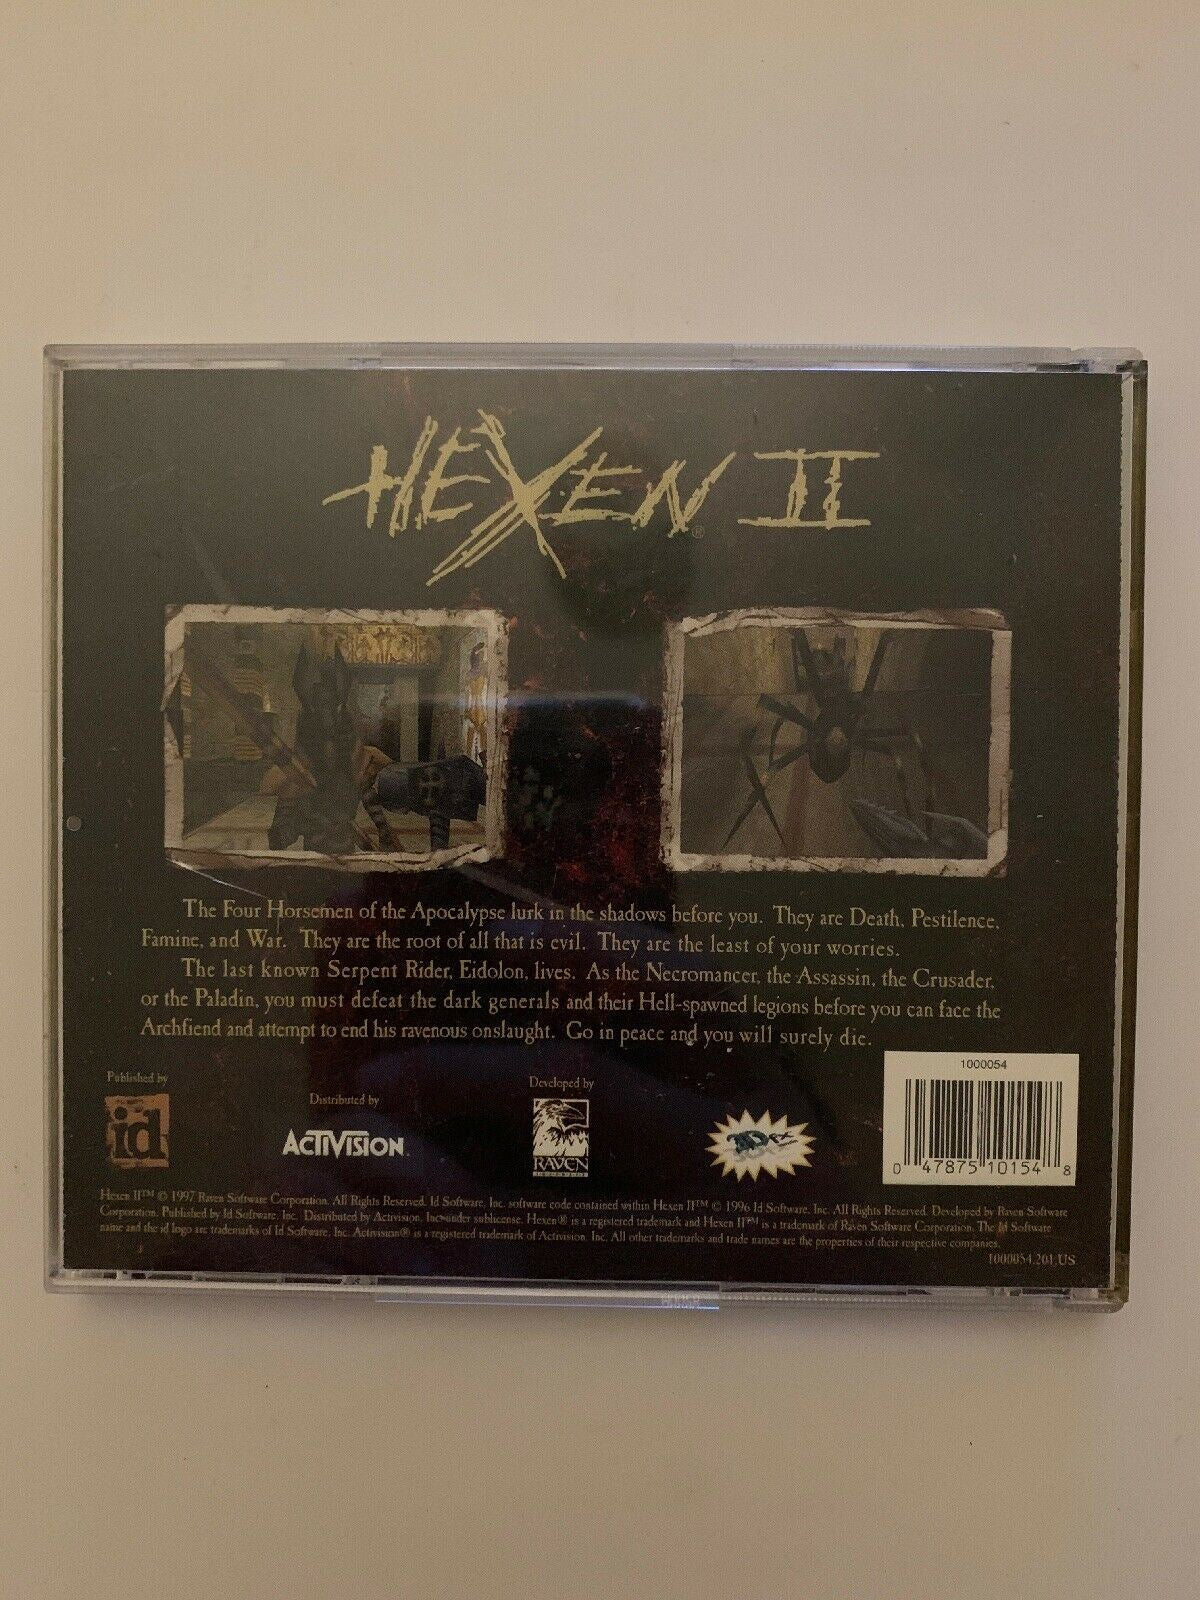 HEXEN® II
The Four Horsemen of the Apocalypse lurk in the shadows before you. They are Death, Pestilence,
Famine, and War. They are the root of all that is evil. They are the least of your worries.
The last known Serpent Rider, Eidolon, lives. As the Necromancer, the Assassin, the Crusader,
or the Paladin, you must defeat the dark generals and their Hell-spawned legions before you can face the
Archfiend and attempt to end his ravenous onslaught. Go in peace and you will surely die.
Published by
id
Distributed by
ACTIVISION
Developed by
RAVEN
SOFTWARE
3Dfx
1000054
0 47875 10154 8
Hexen II™ © 1997 Raven Software Corporation. All Rights Reserved. Id Software, Inc. software code contained within Hexen II™ © 1996 Id Software, Inc. All Rights Reserved. Developed by Raven Software
Corporation. Published by Id Software, Inc. Distributed by Activision, Inc. under sublicense. Hexen® is a registered trademark and Hexen II™ is a trademark of Raven Software Corporation. The Id Software
name and the id logo are trademarks of Id Software, Inc. Activision® is a registered trademark of Activision, Inc. All other trademarks and trade names are the properties of their respective companies.
1000054.201.US